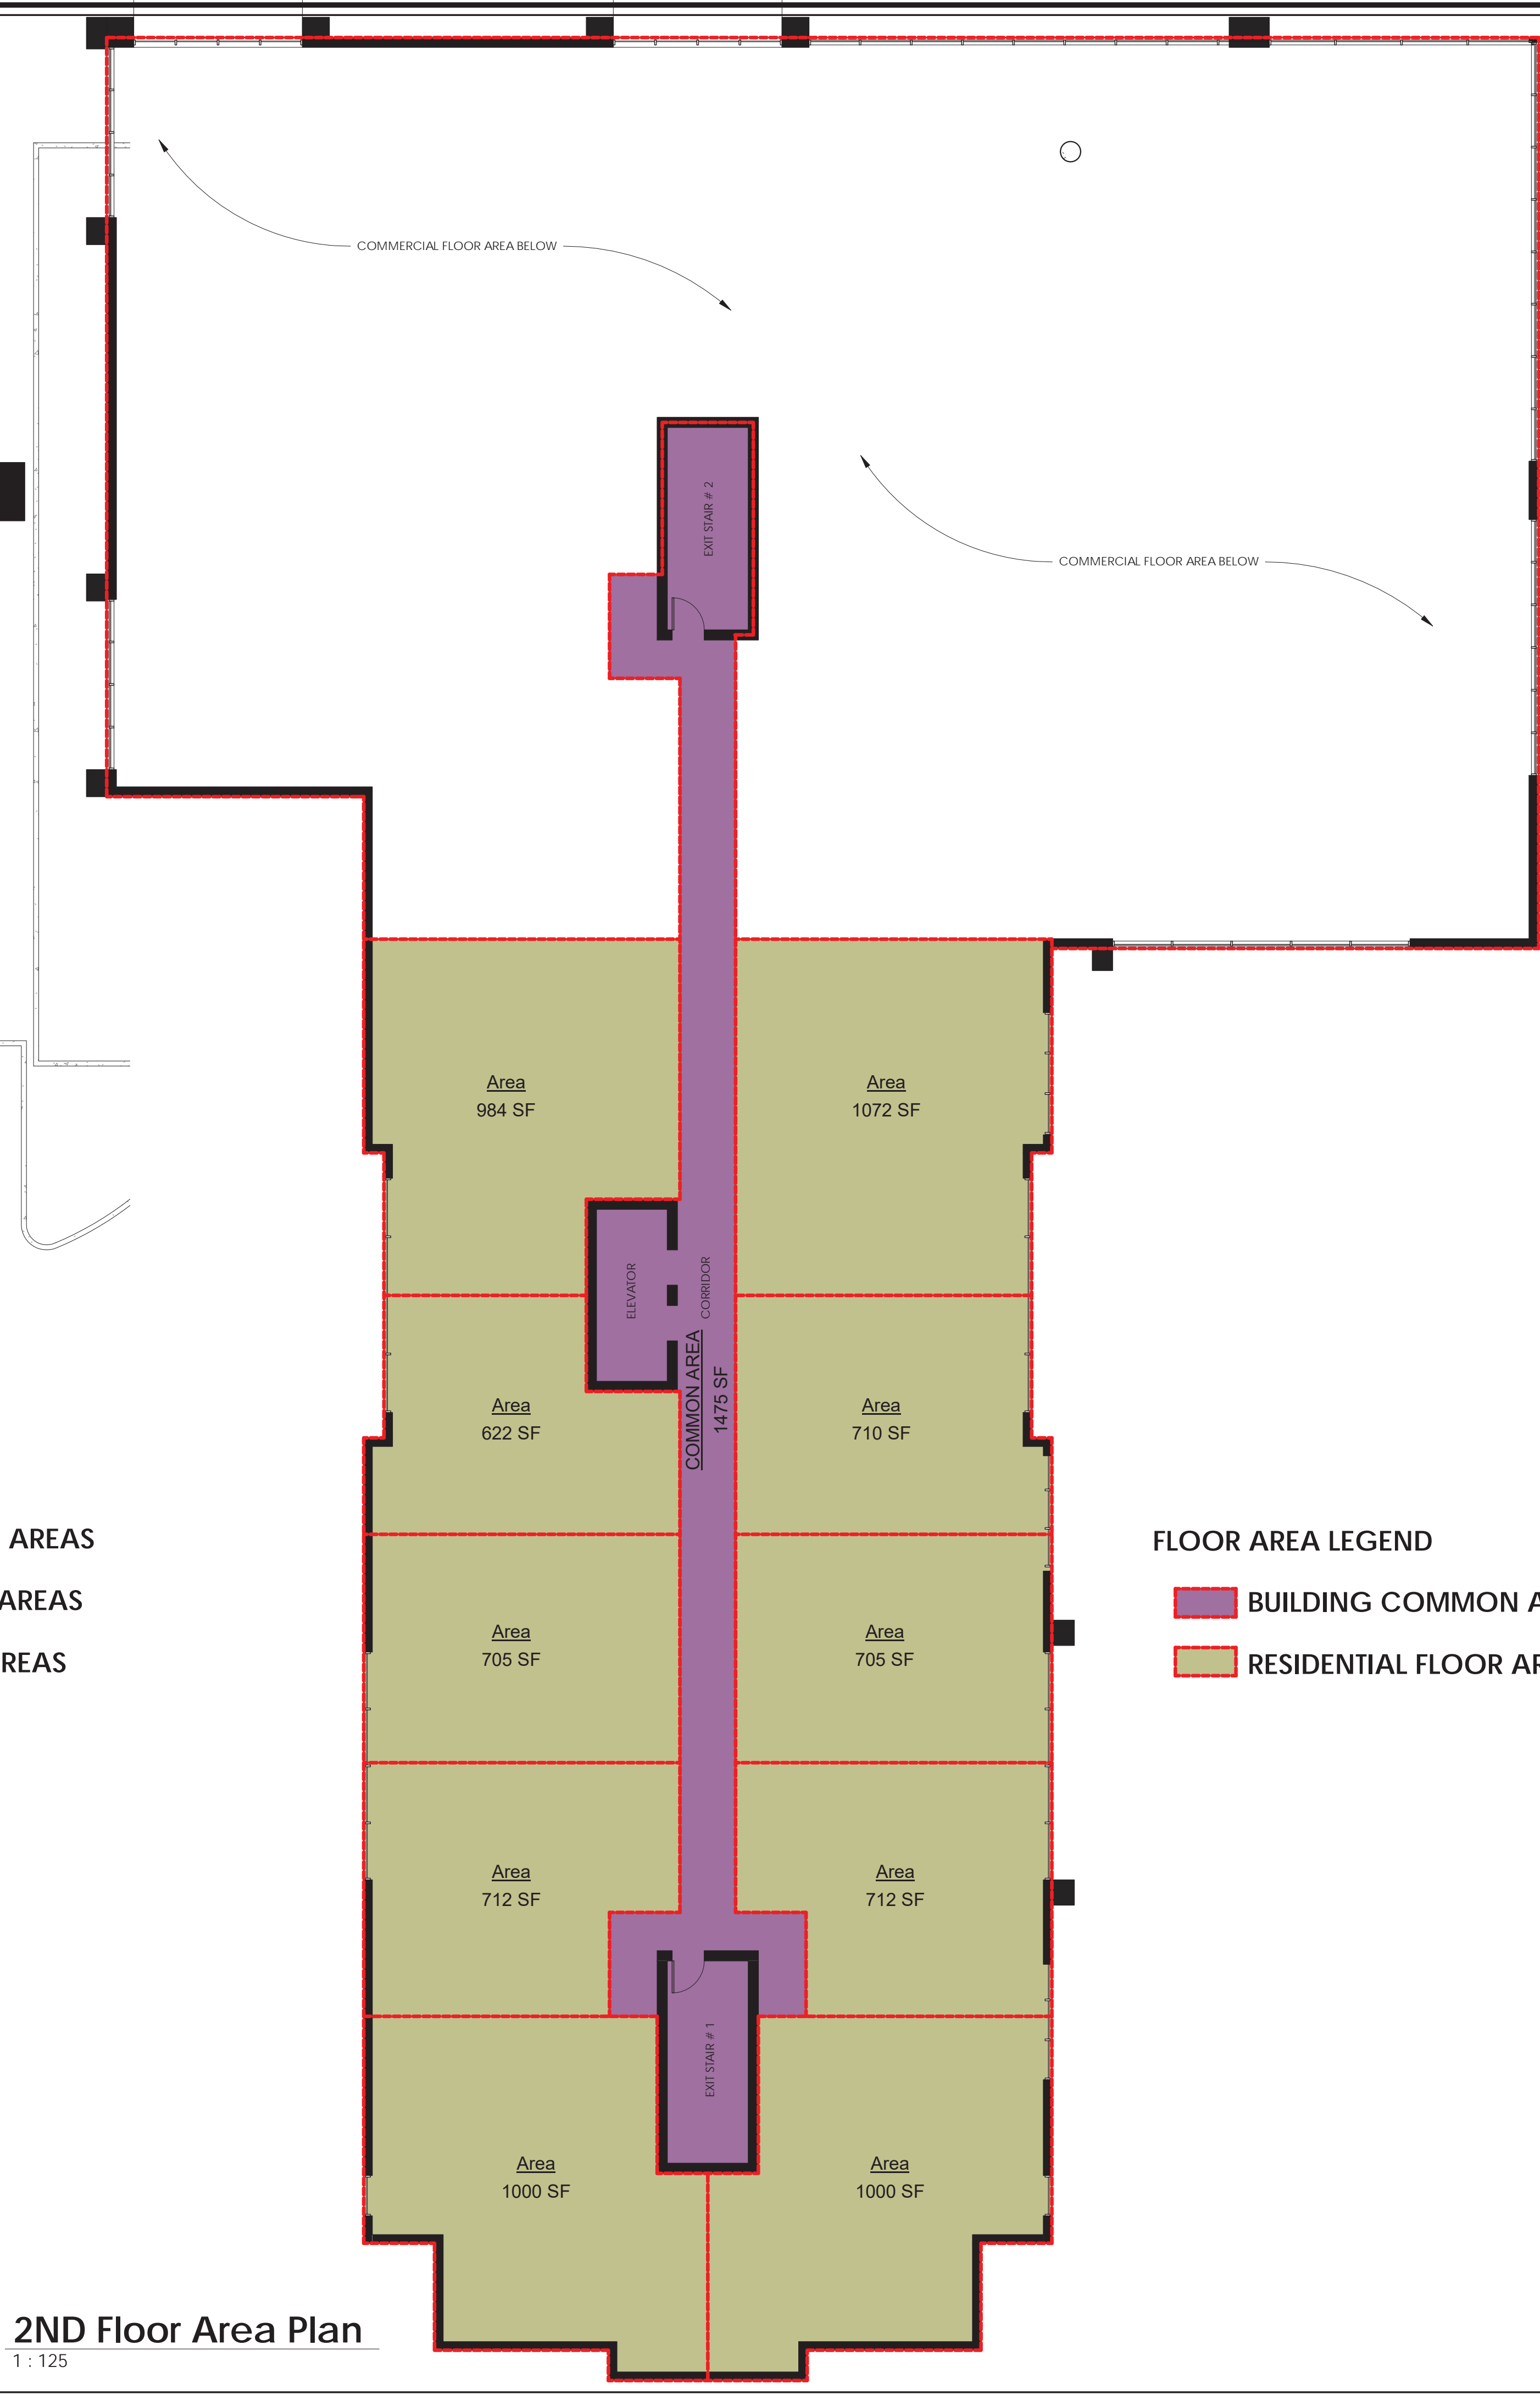 COMMERCIAL FLOOR AREA BELOW
EXIT STAIR # 2
COMMERCIAL FLOOR AREA BELOW
Area
984 SF
Area
1072 SF
ELEVATOR
CORRIDOR
COMMON AREA
1475 SF
Area
622 SF
Area
710 SF
AREAS
AREAS
REAS
FLOOR AREA LEGEND
BUILDING COMMON A
RESIDENTIAL FLOOR AR
Area
705 SF
Area
705 SF
Area
712 SF
Area
712 SF
EXIT STAIR # 1
Area
1000 SF
Area
1000 SF
2ND Floor Area Plan
1 : 125